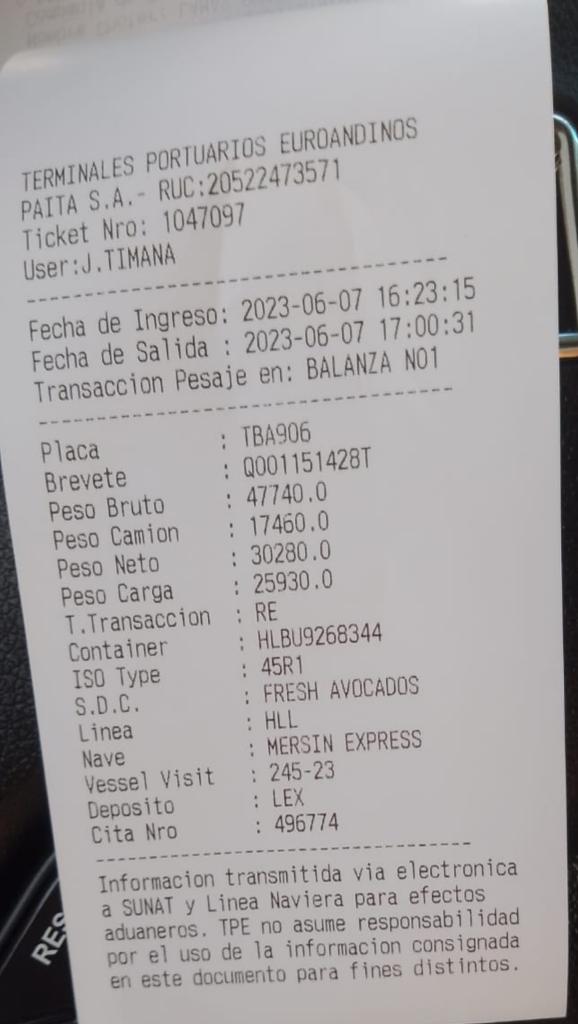 TERMINALES PORTUARIOS EUROANDINOS
PAITA S.A.- RUC:20522473571
Ticket Nro: 1047097
User:J.TIMANA
--------------------------------
Fecha de Ingreso: 2023-06-07 16:23:15
Fecha de Salida : 2023-06-07 17:00:31
Transaccion Pesaje en: BALANZA NO1
--------------------------------
Placa : TBA906
Brevete : Q001151428T
Peso Bruto : 47740.0
Peso Camion : 17460.0
Peso Neto : 30280.0
Peso Carga : 25930.0
T.Transaccion : RE
Container : HLBU9268344
ISO Type : 45R1
S.D.C. : FRESH AVOCADOS
Linea : HLL
Nave : MERSIN EXPRESS
Vessel Visit : 245-23
Deposito : LEX
Cita Nro : 496774
--------------------------------
Informacion transmitida via electronica
a SUNAT y Linea Naviera para efectos
aduaneros. TPE no asume responsabilidad
por el uso de la informacion consignada
en este documento para fines distintos.
RES